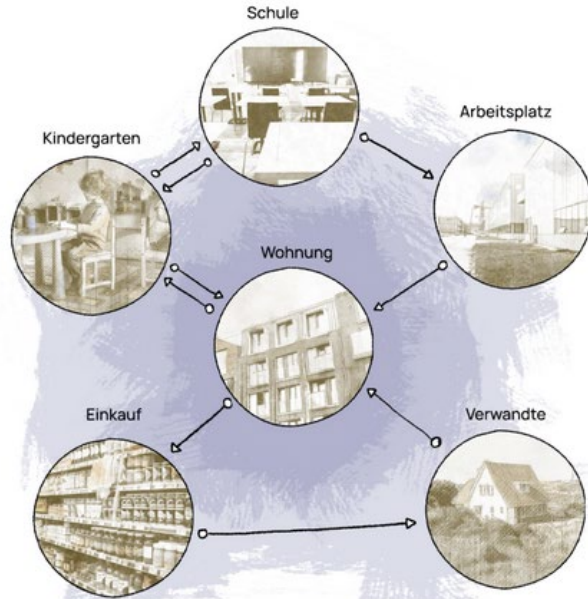 Schule
Arbeitsplatz
Kindergarten
Wohnung
Einkauf
Verwandte